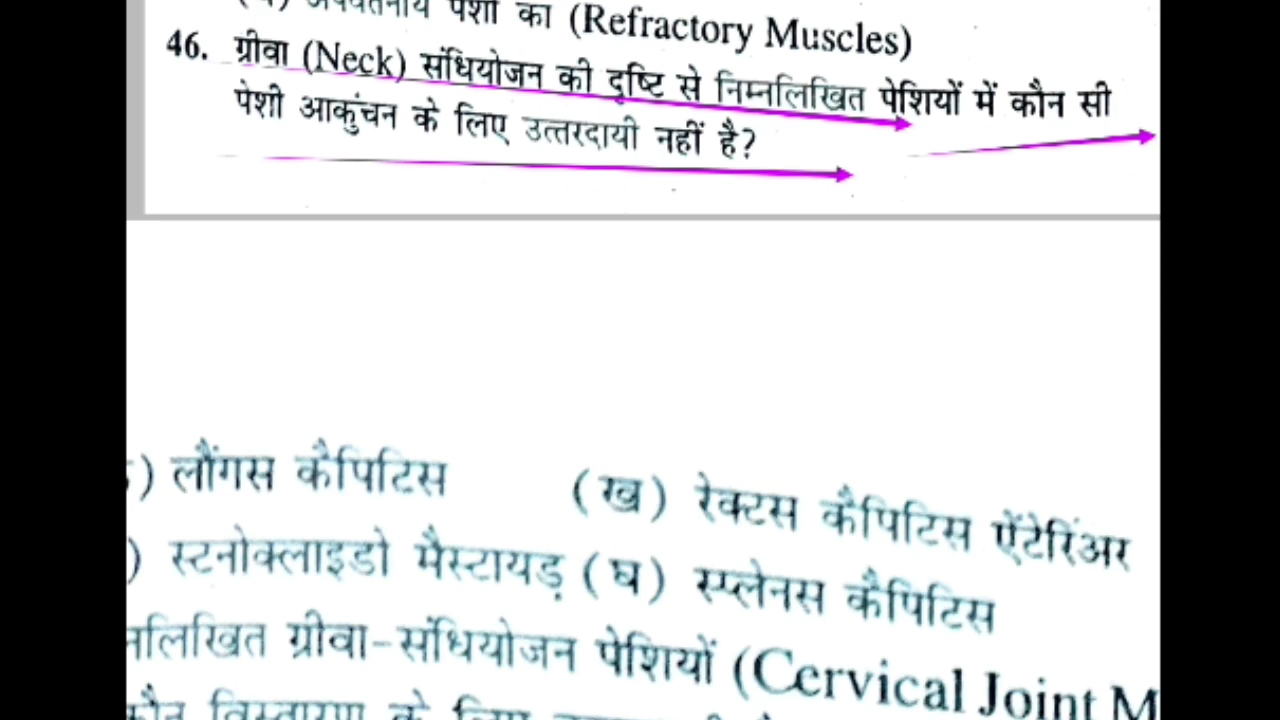 पेशी का (Refractory Muscles)
46. ग्रीवा (Neck) संधियोजन की दृष्टि से निम्नलिखित पेशियों में कौन सी
पेशी आकुंचन के लिए उत्तरदायी नहीं है?
) लौंगस कैपिटिस (ख) रेक्टस कैपिटिस ऐंटेरिअर
) स्टनोक्लाइडो मैस्टायड़ (घ) स्प्लेनस कैपिटिस
ग्रीवा-संधियोजन पेशियों (Cervical Joint M